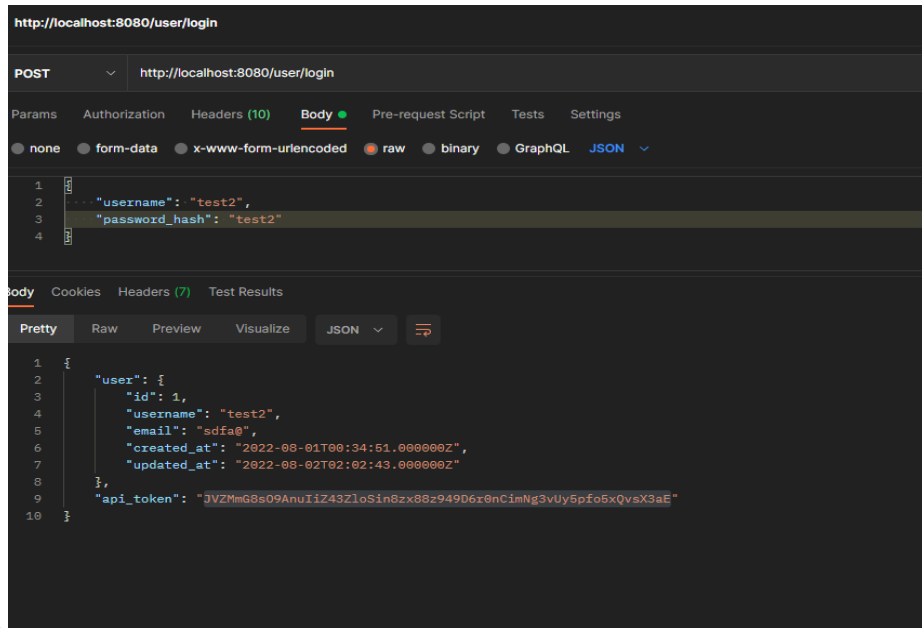 http://localhost:8080/user/login
POST http://localhost:8080/user/login
Params Authorization Headers (10) Body Pre-request Script Tests Settings
none form-data x-www-form-urlencoded raw binary GraphQL JSON
1 {
2 "username": "test2",
3 "password_hash": "test2"
4 }
Body Cookies Headers (7) Test Results
Pretty Raw Preview Visualize JSON
1 {
2 "user": {
3 "id": 1,
4 "username": "test2",
5 "email": "sdfa@",
6 "created_at": "2022-08-01T00:34:51.000000Z",
7 "updated_at": "2022-08-02T02:02:43.000000Z"
8 },
9 "api_token": "JVZMmG8sO9AnuIiZ43ZloSin8zx88z949D6r0nCimNg3vUy5pfo5xQvsX3aE"
10 }